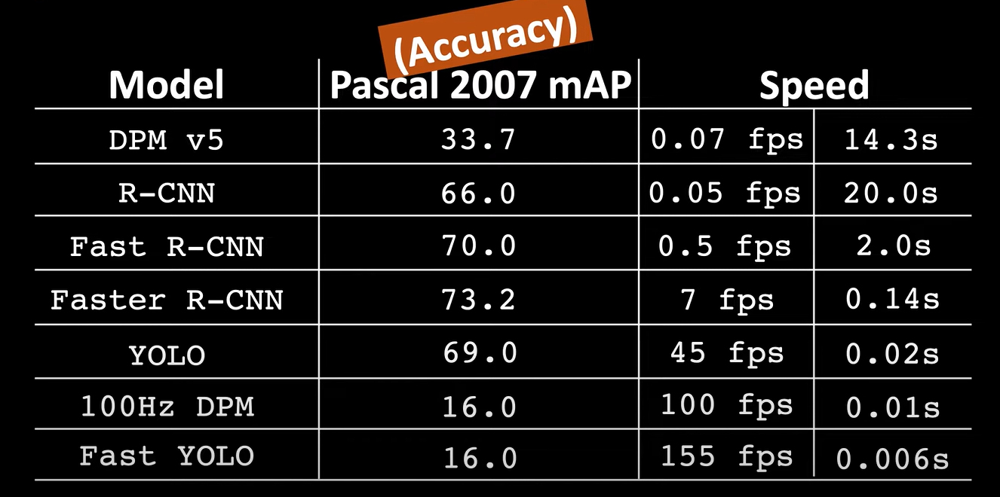 (Accuracy)
Model Pascal 2007 mAP Speed
DPM v5 33.7 0.07 fps 14.3s
R-CNN 66.0 0.05 fps 20.0s
Fast R-CNN 70.0 0.5 fps 2.0s
Faster R-CNN 73.2 7 fps 0.14s
YOLO 69.0 45 fps 0.02s
100Hz DPM 16.0 100 fps 0.01s
Fast YOLO 16.0 155 fps 0.006s